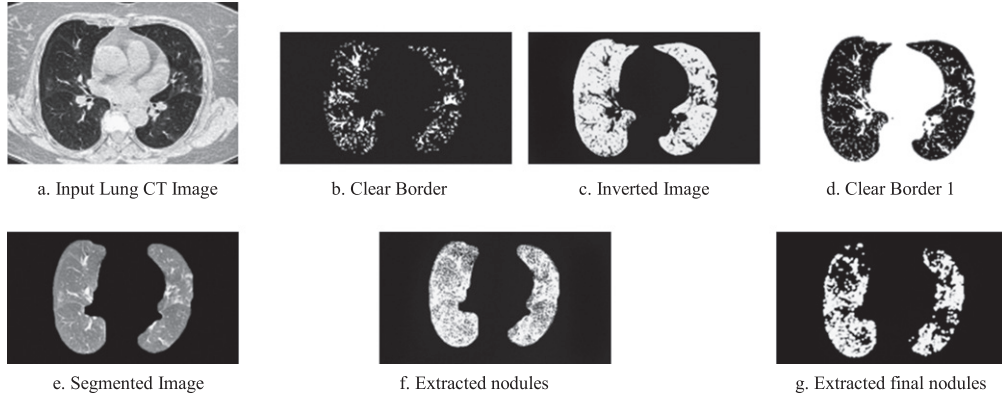 a. Input Lung CT Image
b. Clear Border
c. Inverted Image
d. Clear Border 1
e. Segmented Image
f. Extracted nodules
g. Extracted final nodules